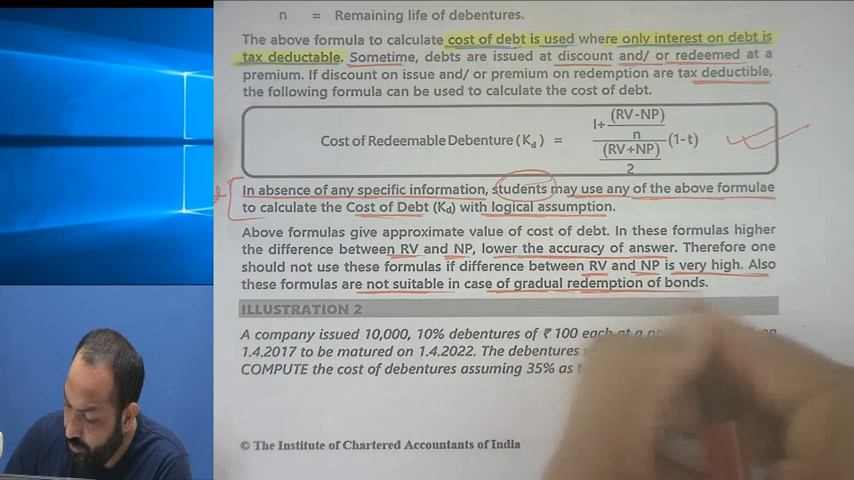 n = Remaining life of debentures.
The above formula to calculate cost of debt is used where only interest on debt is
tax deductable. Sometime, debts are issued at discount and/ or redeemed at a
premium. If discount on issue and/ or premium on redemption are tax deductible,
the following formula can be used to calculate the cost of debt.
Cost of Redeemable Debenture (Kd) =
I+ (RV-NP)
n
(RV+NP)
2
(1-t)
In absence of any specific information, students may use any of the above formulae
to calculate the Cost of Debt (Kd) with logical assumption.
Above formulas give approximate value of cost of debt. In these formulas higher
the difference between RV and NP, lower the accuracy of answer. Therefore one
should not use these formulas if difference between RV and NP is very high. Also
these formulas are not suitable in case of gradual redemption of bonds.
ILLUSTRATION 2
A company issued 10,000, 10% debentures of ₹ 100 each at a on
1.4.2017 to be matured on 1.4.2022. The debentures
COMPUTE the cost of debentures assuming 35% as
© The Institute of Chartered Accountants of India